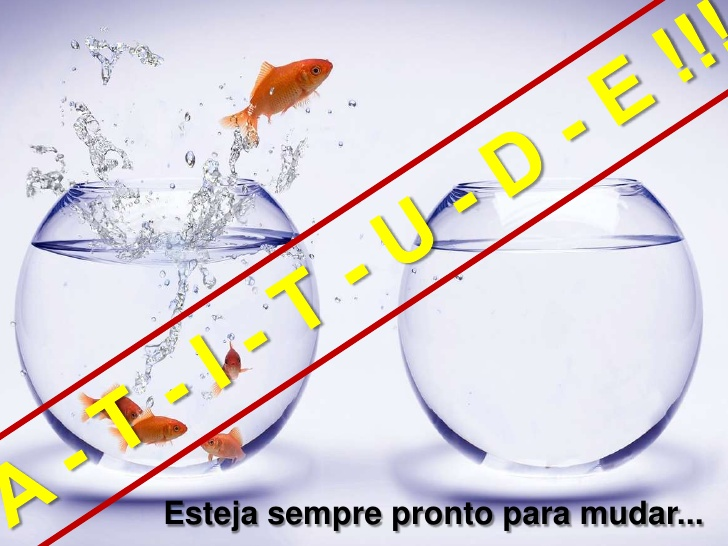 A - T - I - T - U - D - E !!!
Esteja sempre pronto para mudar...